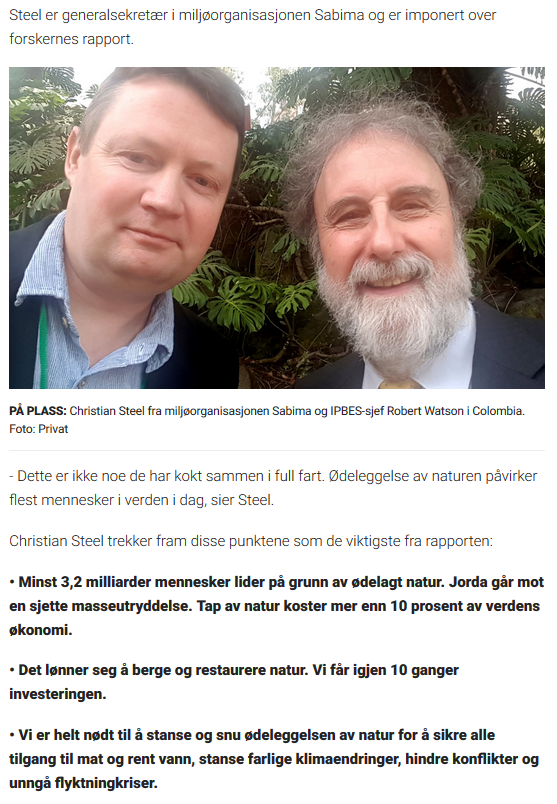 Steel er generalsekretær i miljøorganisasjonen Sabima og er imponert over
forskernes rapport.
PÅ PLASS: Christian Steel fra miljøorganisasjonen Sabima og IPBES-sjef Robert Watson i Colombia.
Foto: Privat
- Dette er ikke noe de har kokt sammen i full fart. Ødeleggelse av naturen påvirker
flest mennesker i verden i dag, sier Steel.
Christian Steel trekker fram disse punktene som de viktigste fra rapporten:
• Minst 3,2 milliarder mennesker lider på grunn av ødelagt natur. Jorda går mot
en sjette masseutryddelse. Tap av natur koster mer enn 10 prosent av verdens
økonomi.
• Det lønner seg å berge og restaurere natur. Vi får igjen 10 ganger
investeringen.
• Vi er helt nødt til å stanse og snu ødeleggelsen av natur for å sikre alle
tilgang til mat og rent vann, stanse farlige klimaendringer, hindre konflikter og
unngå flyktningkriser.